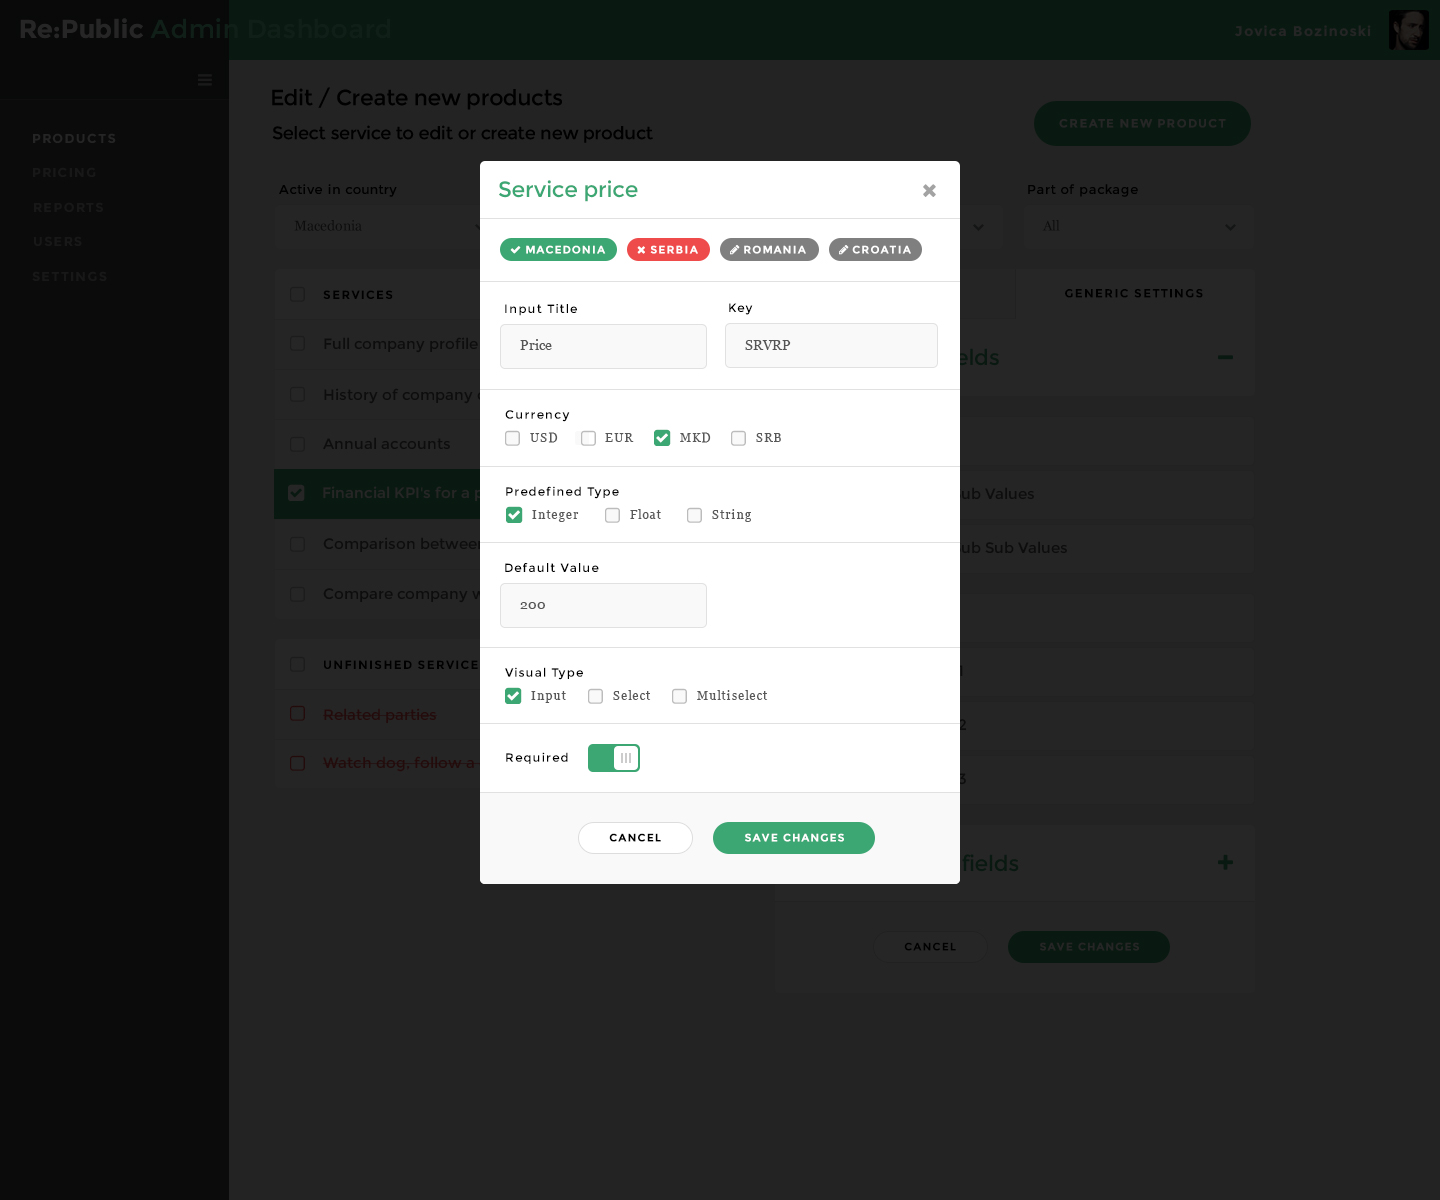 Re:Public Admin Dashboard
Jovica Bozinoski
PRODUCTS
PRICING
REPORTS
USERS
SETTINGS
Edit / Create new products
Select service to edit or create new product
CREATE NEW PRODUCT
Active in country
Macedonia
Part of package
All
SERVICES
Full company profile
History of company
Annual accounts
Financial KPI's for a
Comparison between
Compare company
UNFINISHED SERVICE
Related parties
Watch dog, follow a
GENERIC SETTINGS
elds
ub Values
ub Sub Values
2
3
fields
CANCEL
SAVE CHANGES
Service price
MACEDONIA SERBIA ROMANIA CROATIA
Input Title Key
Price SRVRP
Currency
USD EUR MKD SRB
Predefined Type
Integer Float String
Default Value
200
Visual Type
Input Select Multiselect
Required
CANCEL SAVE CHANGES